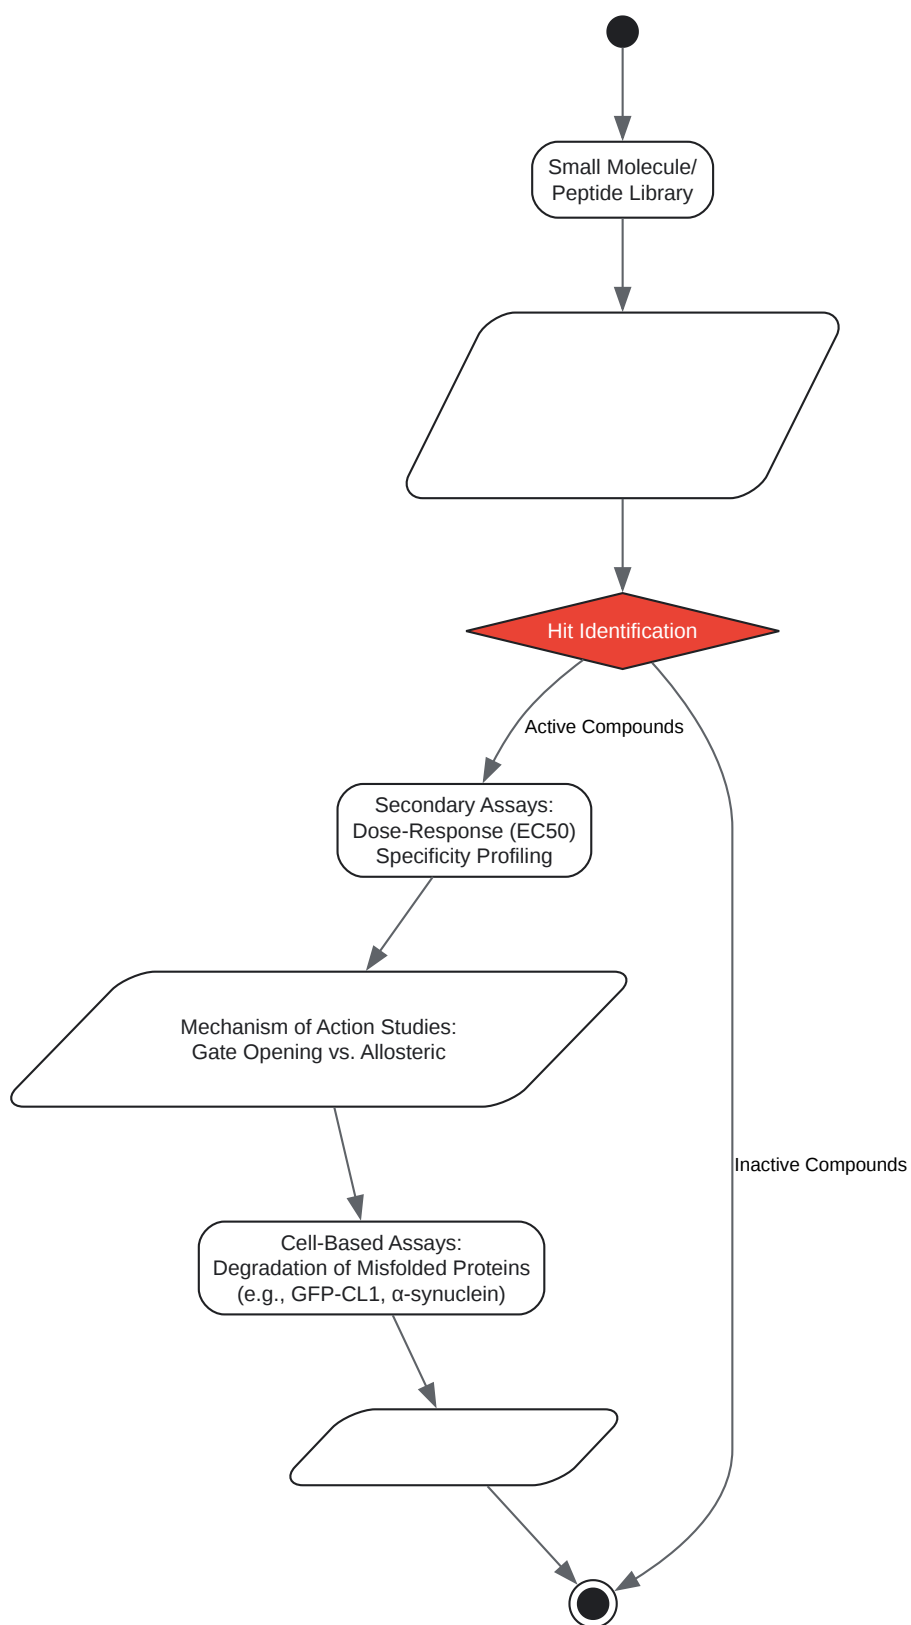 Small Molecule/
Peptide Library
Hit Identification
Active Compounds
Secondary Assays:
Dose-Response (EC50)
Specificity Profiling
Mechanism of Action Studies:
Gate Opening vs. Allosteric
Inactive Compounds
Cell-Based Assays:
Degradation of Misfolded Proteins
(e.g., GFP-CL1, α-synuclein)